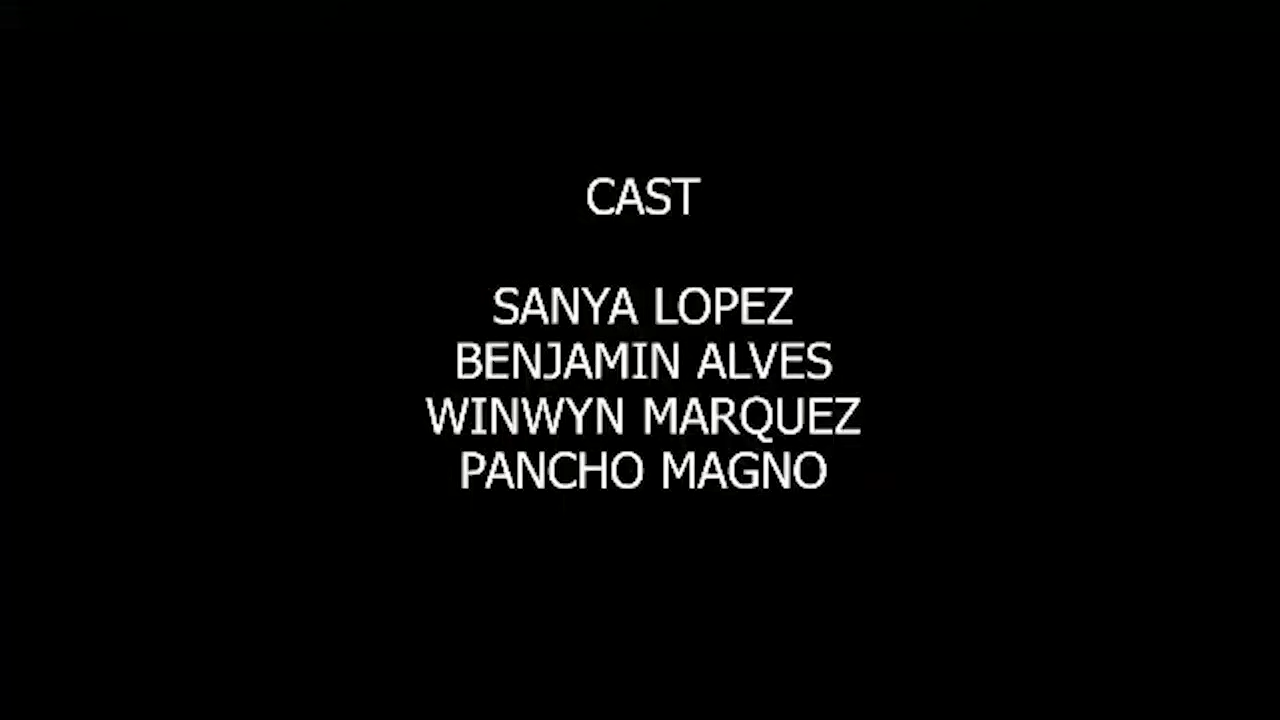 CAST
SANYA LOPEZ
BENJAMIN ALVES
WINWYN MARQUEZ
PANCHO MAGNO